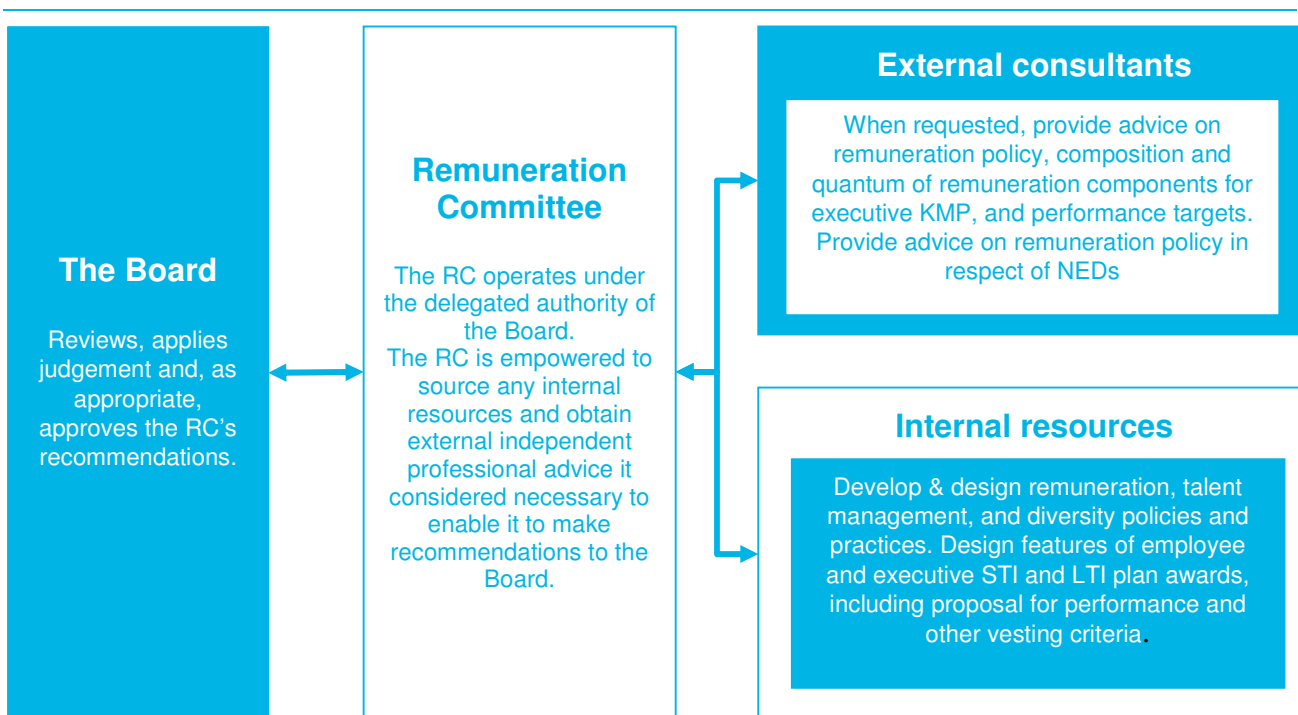 The Board
Reviews, applies
judgement and, as
appropriate,
approves the RC's
recommendations.
Remuneration
Committee
The RC operates under
the delegated authority of
the Board.
The RC is empowered to
source any internal
resources and obtain
external independent
professional advice it
considered necessary to
enable it to make
recommendations to the
Board.
External consultants
When requested, provide advice on
remuneration policy, composition and
quantum of remuneration components for
executive KMP, and performance targets.
Provide advice on remuneration policy in
respect of NEDs
Internal resources
Develop & design remuneration, talent
management, and diversity policies and
practices. Design features of employee
and executive STI and LTI plan awards,
including proposal for performance and
other vesting criteria.